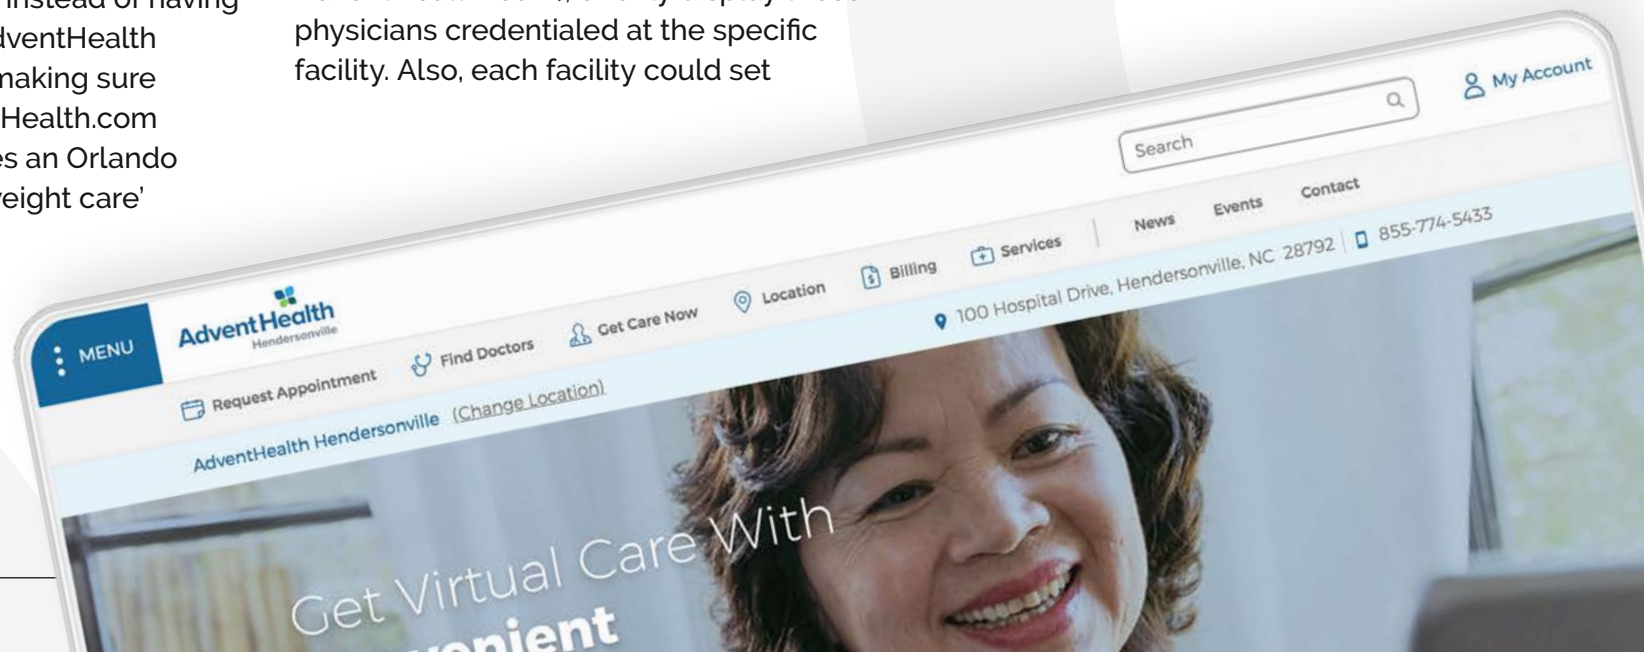 instead of having
making sure
Health.com
an Orlando
care’
physicians credentialed at the specific
facility. Also, each facility could set
Search
My Account
MENU
AdventHealth
Hendersonville
Request Appointment
Find Doctors
Get Care Now
Location
Billing
Services
News
Events
Contact
AdventHealth Hendersonville (Change Location)
100 Hospital Drive, Hendersonville, NC 28792
855-774-5433
Get Virtual Care With